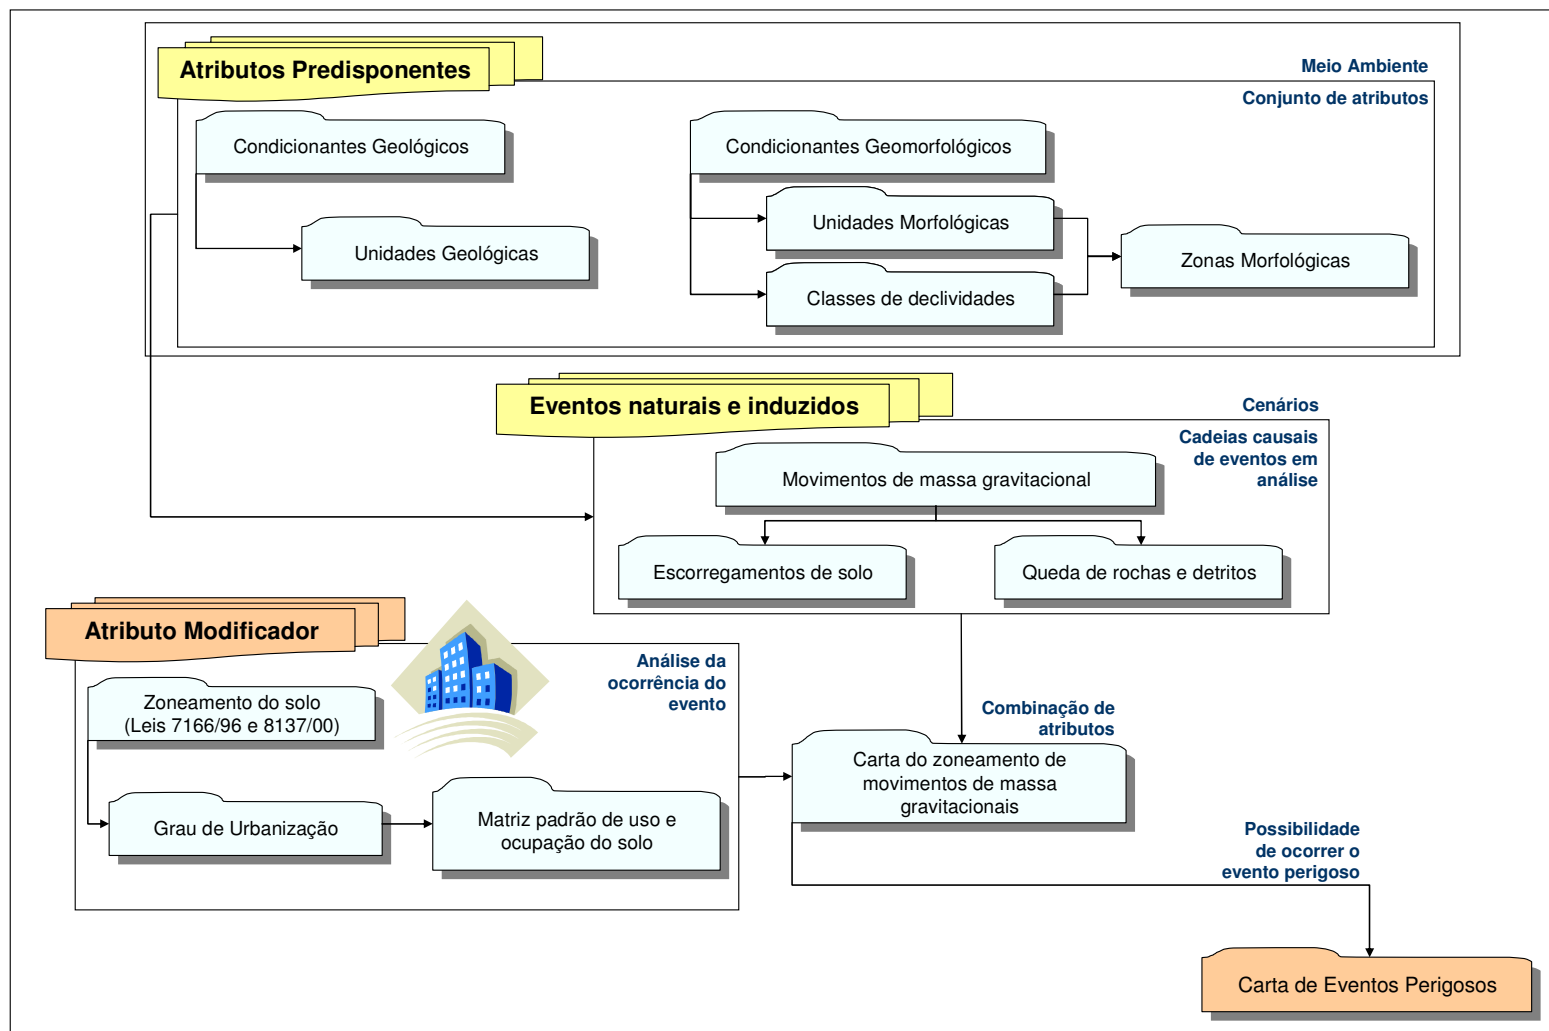 Atributos Predisponentes
Meio Ambiente
Conjunto de atributos
Condicionantes Geológicos
Condicionantes Geomorfológicos
Unidades Morfológicas
Unidades Geológicas
Zonas Morfológicas
Classes de declividades
Eventos naturais e induzidos
Cenários
Cadeias causais
de eventos em
análise
Movimentos de massa gravitacional
Escorregamentos de solo
Queda de rochas e detritos
Atributo Modificador
Análise da
ocorrência do
evento
Zoneamento do solo
(Leis 7166/96 e 8137/00)
Grau de Urbanização
Matriz padrão de uso e
ocupação do solo
Combinação de
atributos
Carta do zoneamento de
movimentos de massa
gravitacionais
Possibilidade
de ocorrer o
evento perigoso
Carta de Eventos Perigosos